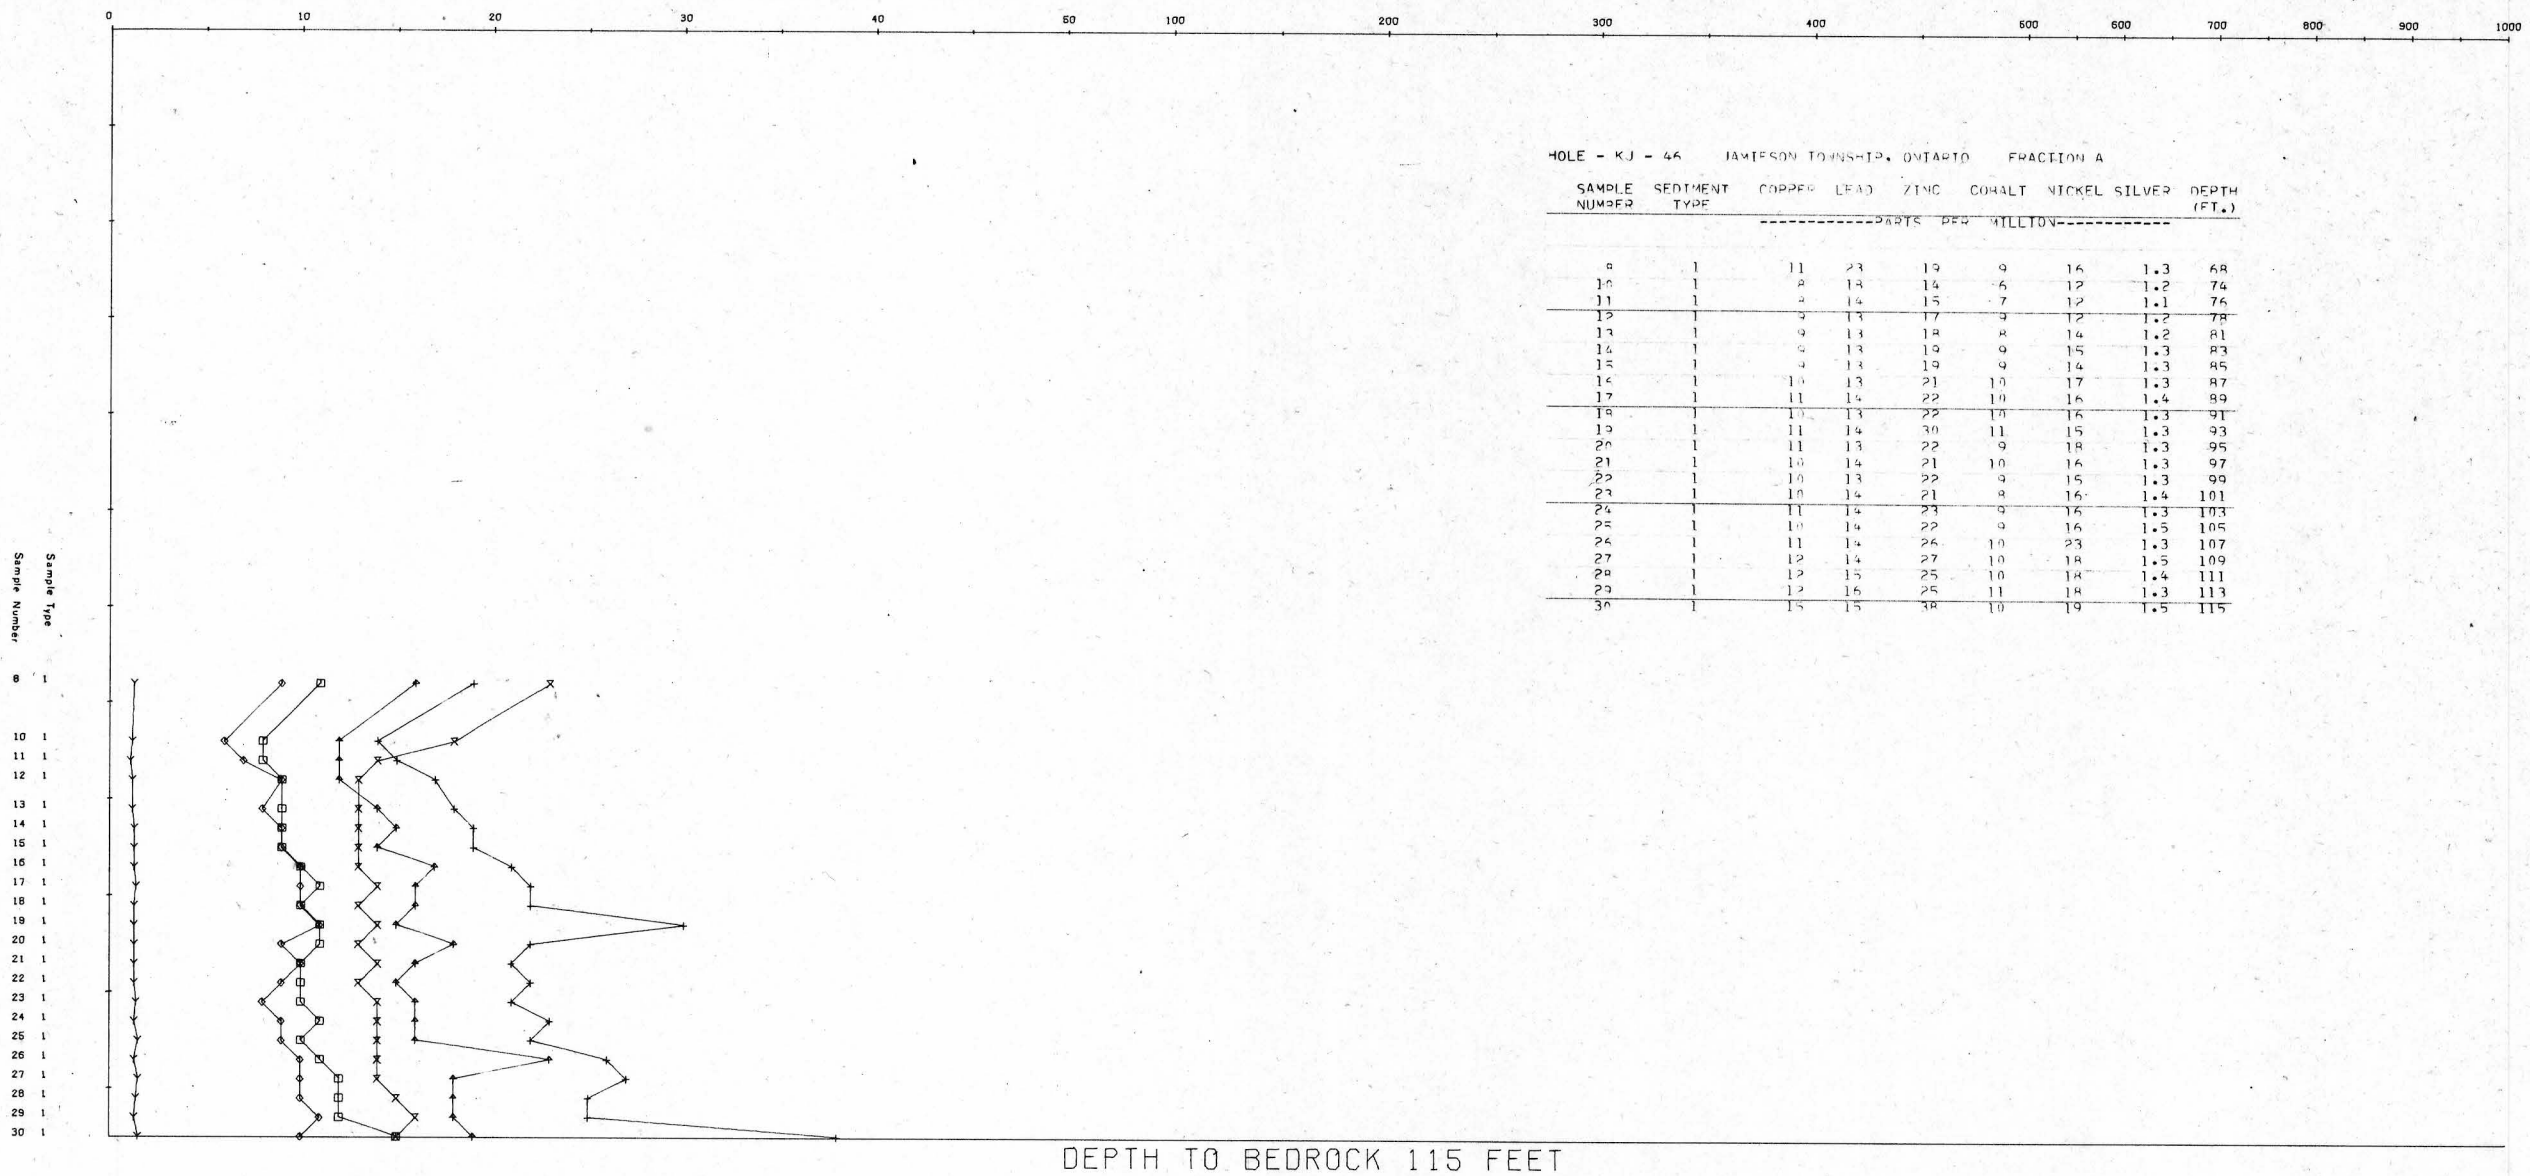 0 10 20 30 40 50 100 200 300 400 500 600 700 800 900 1000
HOLE - KJ - 46 JAMIESON TOWNSHIP, ONTARIO FRACTION A
SAMPLE SEDIMENT COPPER LEAD ZINC COBALT NICKEL SILVER DEPTH
NUMBER TYPE (FT.)
------------PARTS PER MILLION------------
8 1 11 23 19 9 16 1.3 68
10 1 8 18 14 6 12 1.2 74
11 1 8 14 15 7 12 1.1 76
12 1 9 13 17 9 12 1.2 78
13 1 9 13 18 8 14 1.2 81
14 1 9 13 19 9 15 1.3 83
15 1 9 13 19 9 14 1.3 85
16 1 10 13 21 10 17 1.3 87
17 1 11 14 22 10 16 1.4 89
18 1 10 13 22 10 16 1.3 91
19 1 11 14 30 11 15 1.3 93
20 1 11 13 22 9 18 1.3 95
21 1 10 14 21 10 16 1.3 97
22 1 10 13 22 9 15 1.3 99
23 1 10 14 21 8 16 1.4 101
24 1 11 14 23 9 16 1.3 103
25 1 10 14 22 9 16 1.5 105
26 1 11 14 26 10 23 1.3 107
27 1 12 14 27 10 18 1.5 109
28 1 12 15 25 10 18 1.4 111
29 1 12 16 25 11 18 1.3 113
30 1 15 15 38 10 19 1.5 115
Sample Number
Sample Type
8 1
10 1
11 1
12 1
13 1
14 1
15 1
16 1
17 1
18 1
19 1
20 1
21 1
22 1
23 1
24 1
25 1
26 1
27 1
28 1
29 1
30 1
DEPTH TO BEDROCK 115 FEET